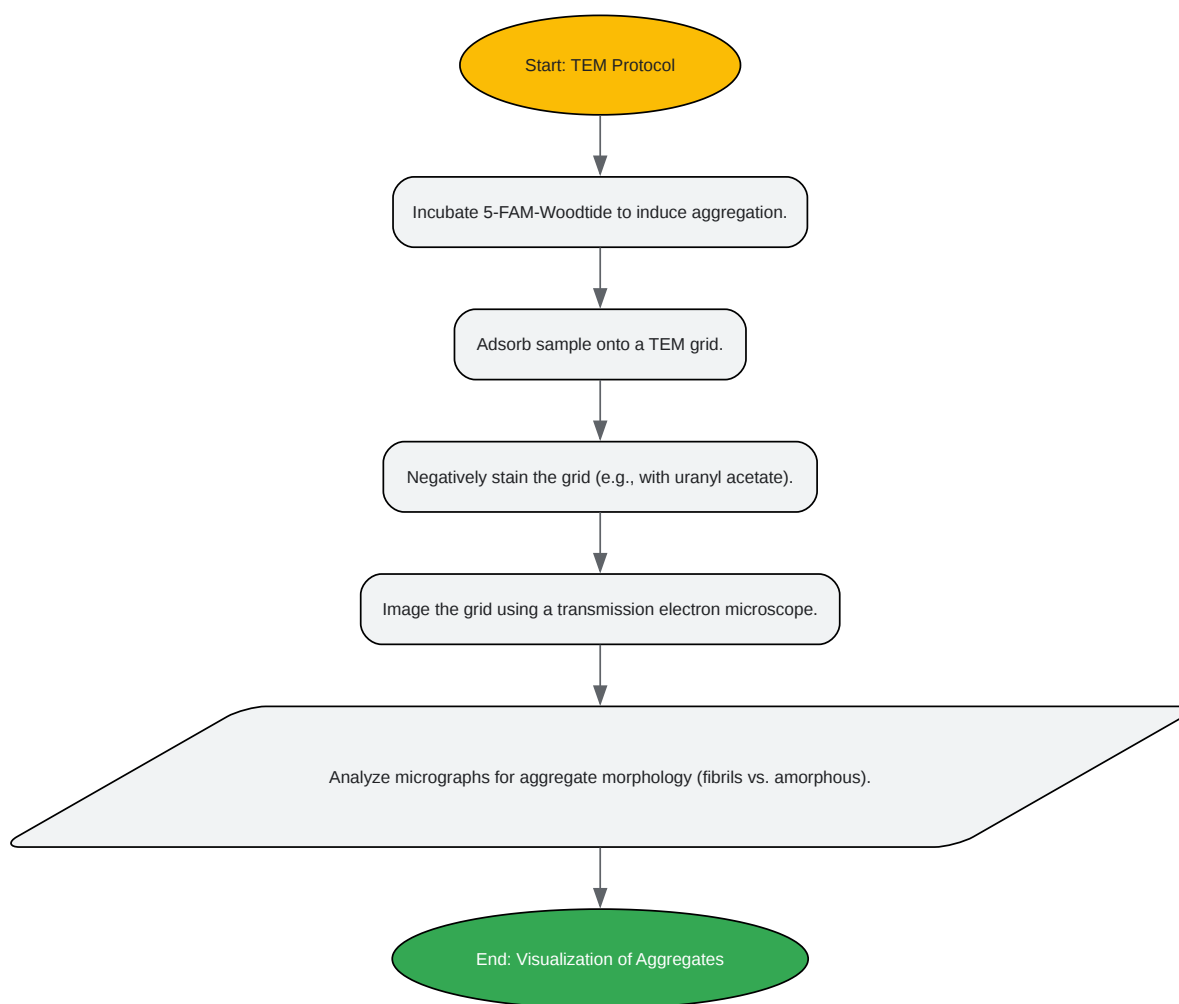 Start: TEM Protocol
Incubate 5-FAM-Woodtide to induce aggregation.
Adsorb sample onto a TEM grid.
Negatively stain the grid (e.g., with uranyl acetate).
Image the grid using a transmission electron microscope.
Analyze micrographs for aggregate morphology (fibrils vs. amorphous).
End: Visualization of Aggregates